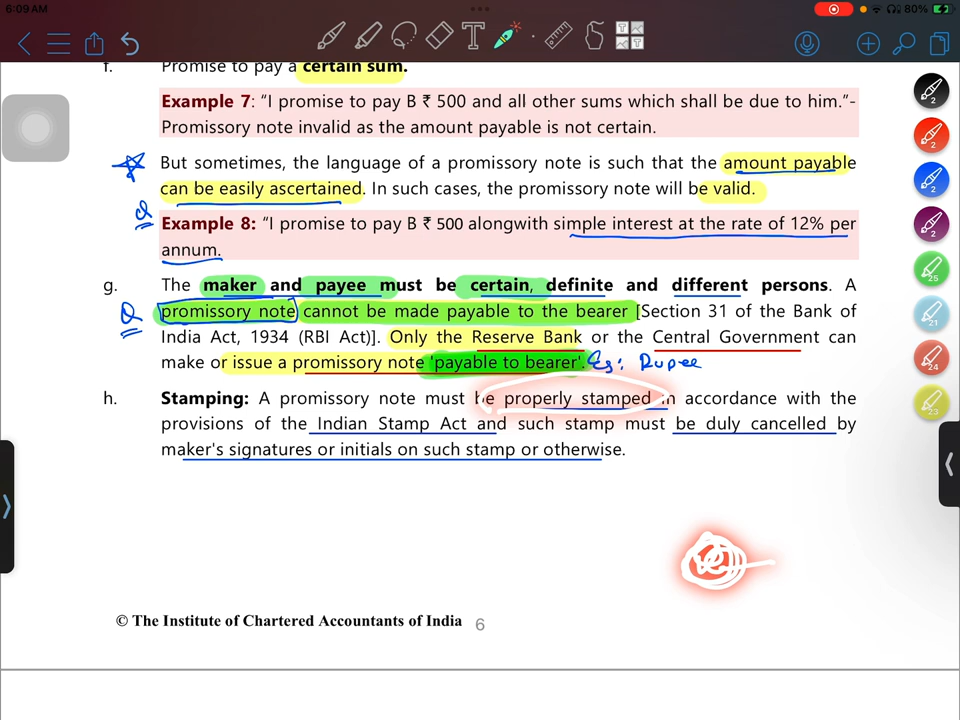 6:09 AM
80%
f. Promise to pay a certain sum.
Example 7: “I promise to pay B ₹ 500 and all other sums which shall be due to him.”-
Promissory note invalid as the amount payable is not certain.
But sometimes, the language of a promissory note is such that the amount payable
can be easily ascertained. In such cases, the promissory note will be valid.
Example 8: “I promise to pay B ₹ 500 alongwith simple interest at the rate of 12% per
annum.
g. The maker and payee must be certain, definite and different persons. A
promissory note cannot be made payable to the bearer [Section 31 of the Bank of
India Act, 1934 (RBI Act)]. Only the Reserve Bank or the Central Government can
make or issue a promissory note 'payable to bearer'. Eg: Rupee
h. Stamping: A promissory note must be properly stamped in accordance with the
provisions of the Indian Stamp Act and such stamp must be duly cancelled by
maker's signatures or initials on such stamp or otherwise.
© The Institute of Chartered Accountants of India 6
2
2
2
2
25
21
24
23